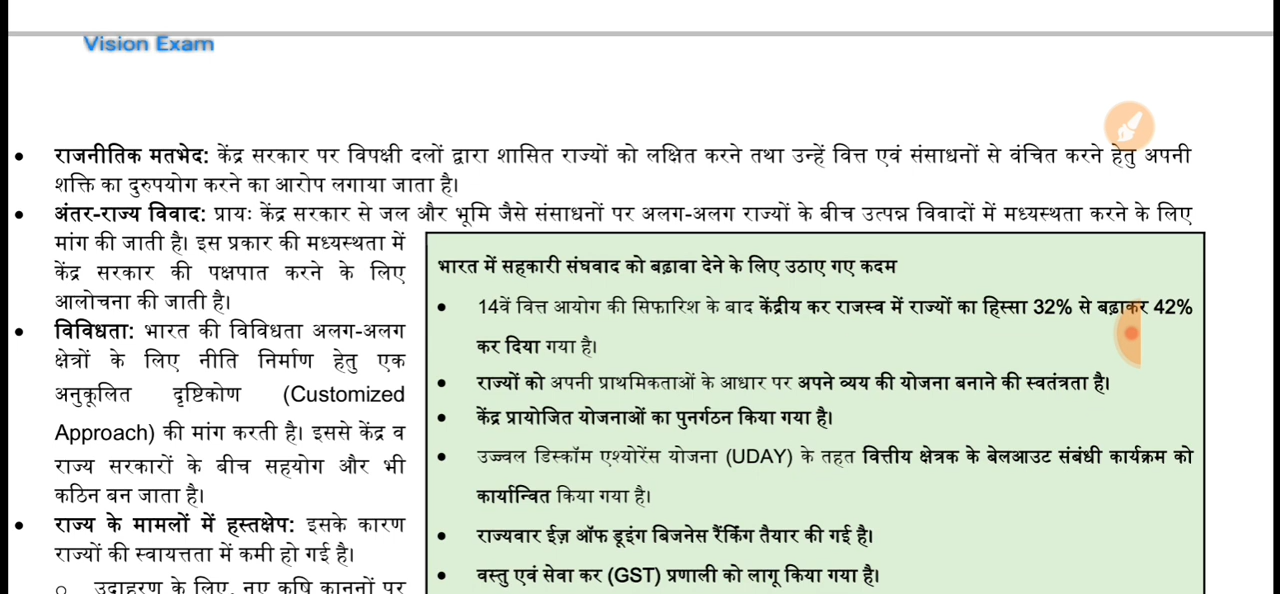 Vision Exam
• राजनीतिक मतभेद: केंद्र सरकार पर विपक्षी दलों द्वारा शासित राज्यों को लक्षित करने तथा उन्हें वित्त एवं संसाधनों से वंचित करने हेतु अपनी
शक्ति का दुरुपयोग करने का आरोप लगाया जाता है।
• अंतर-राज्य विवाद: प्रायः केंद्र सरकार से जल और भूमि जैसे संसाधनों पर अलग-अलग राज्यों के बीच उत्पन्न विवादों में मध्यस्थता करने के लिए
मांग की जाती है। इस प्रकार की मध्यस्थता में
केंद्र सरकार की पक्षपात करने के लिए
आलोचना की जाती है।
• विविधता: भारत की विविधता अलग-अलग
क्षेत्रों के लिए नीति निर्माण हेतु एक
अनुकूलित दृष्टिकोण (Customized
Approach) की मांग करती है। इससे केंद्र व
राज्य सरकारों के बीच सहयोग और भी
कठिन बन जाता है।
• राज्य के मामलों में हस्तक्षेप: इसके कारण
राज्यों की स्वायत्तता में कमी हो गई है।
o उदाहरण के लिए, नए कृषि कानूनों पर
भारत में सहकारी संघवाद को बढ़ावा देने के लिए उठाए गए कदम
• 14वें वित्त आयोग की सिफारिश के बाद केंद्रीय कर राजस्व में राज्यों का हिस्सा 32% से बढ़ाकर 42%
कर दिया गया है।
• राज्यों को अपनी प्राथमिकताओं के आधार पर अपने व्यय की योजना बनाने की स्वतंत्रता है।
• केंद्र प्रायोजित योजनाओं का पुनर्गठन किया गया है।
• उज्ज्वल डिस्कॉम एश्योरेंस योजना (UDAY) के तहत वित्तीय क्षेत्रक के बेलआउट संबंधी कार्यक्रम को
कार्यान्वित किया गया है।
• राज्यवार ईज़ ऑफ डूइंग बिजनेस रैंकिंग तैयार की गई है।
• वस्तु एवं सेवा कर (GST) प्रणाली को लागू किया गया है।